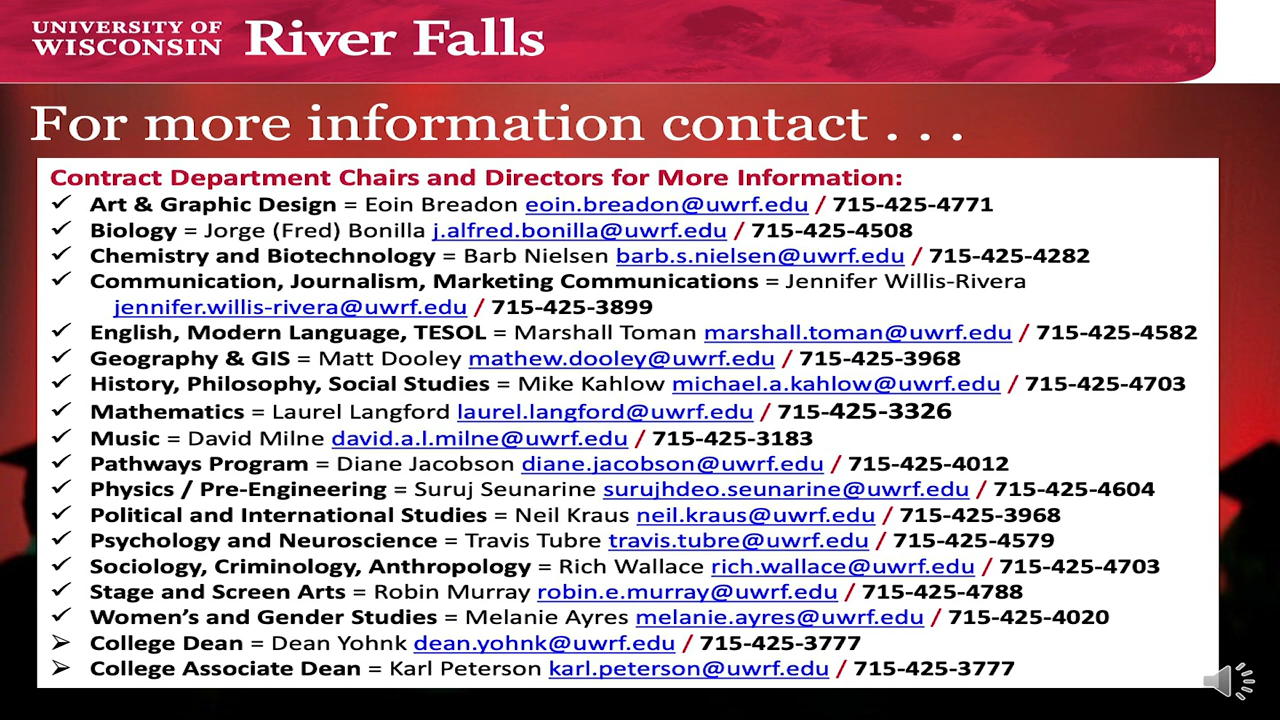 UNIVERSITY OF
WISCONSIN River Falls
For more information contact . . .
Contract Department Chairs and Directors for More Information:
✓ Art & Graphic Design = Eoin Breadon eoin.breadon@uwrf.edu / 715-425-4771
✓ Biology = Jorge (Fred) Bonilla j.alfred.bonilla@uwrf.edu / 715-425-4508
✓ Chemistry and Biotechnology = Barb Nielsen barb.s.nielsen@uwrf.edu / 715-425-4282
✓ Communication, Journalism, Marketing Communications = Jennifer Willis-Rivera
jennifer.willis-rivera@uwrf.edu / 715-425-3899
✓ English, Modern Language, TESOL = Marshall Toman marshall.toman@uwrf.edu / 715-425-4582
✓ Geography & GIS = Matt Dooley mathew.dooley@uwrf.edu / 715-425-3968
✓ History, Philosophy, Social Studies = Mike Kahlow michael.a.kahlow@uwrf.edu / 715-425-4703
✓ Mathematics = Laurel Langford laurel.langford@uwrf.edu / 715-425-3326
✓ Music = David Milne david.a.l.milne@uwrf.edu / 715-425-3183
✓ Pathways Program = Diane Jacobson diane.jacobson@uwrf.edu / 715-425-4012
✓ Physics / Pre-Engineering = Suruj Seunarine surujhdeo.seunarine@uwrf.edu / 715-425-4604
✓ Political and International Studies = Neil Kraus neil.kraus@uwrf.edu / 715-425-3968
✓ Psychology and Neuroscience = Travis Tubre travis.tubre@uwrf.edu / 715-425-4579
✓ Sociology, Criminology, Anthropology = Rich Wallace rich.wallace@uwrf.edu / 715-425-4703
✓ Stage and Screen Arts = Robin Murray robin.e.murray@uwrf.edu / 715-425-4788
✓ Women’s and Gender Studies = Melanie Ayres melanie.ayres@uwrf.edu / 715-425-4020
➢ College Dean = Dean Yohnk dean.yohnk@uwrf.edu / 715-425-3777
➢ College Associate Dean = Karl Peterson karl.peterson@uwrf.edu / 715-425-3777